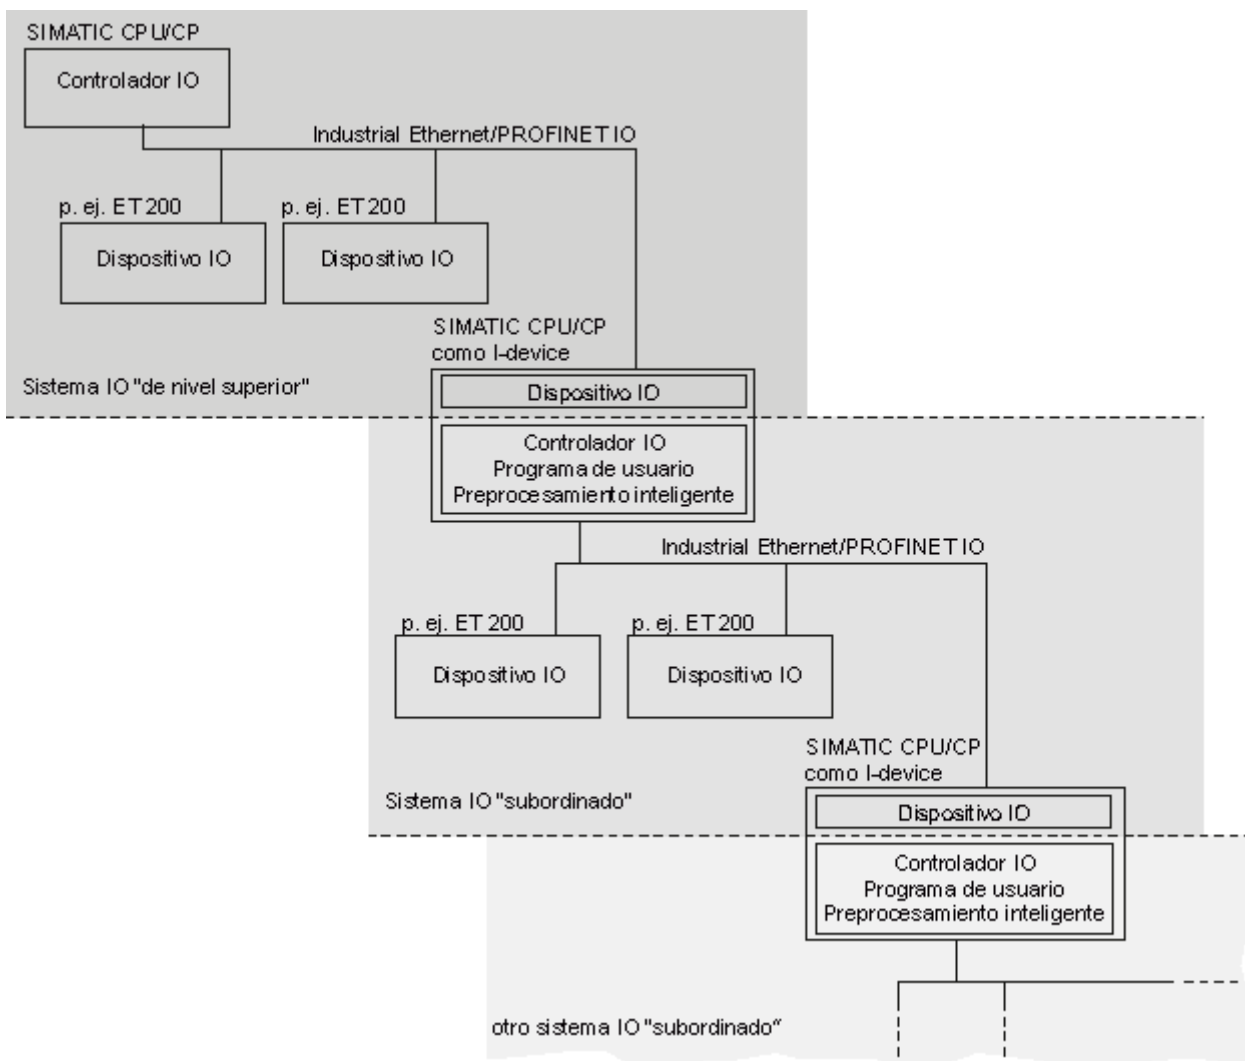 SIMATIC CPU/CP
Controlador IO
Industrial Ethernet/PROFINET IO
p. ej. ET 200
p. ej. ET 200
Dispositivo IO
Dispositivo IO
SIMATIC CPU/CP
como I-device
Sistema IO "de nivel superior"
Dispositivo IO
Controlador IO
Programa de usuario
Preprocesamiento inteligente
Industrial Ethernet/PROFINET IO
p. ej. ET 200
p. ej. ET 200
Dispositivo IO
Dispositivo IO
SIMATIC CPU/CP
como I-device
Sistema IO "subordinado"
Dispositivo IO
Controlador IO
Programa de usuario
Preprocesamiento inteligente
otro sistema IO "subordinado"